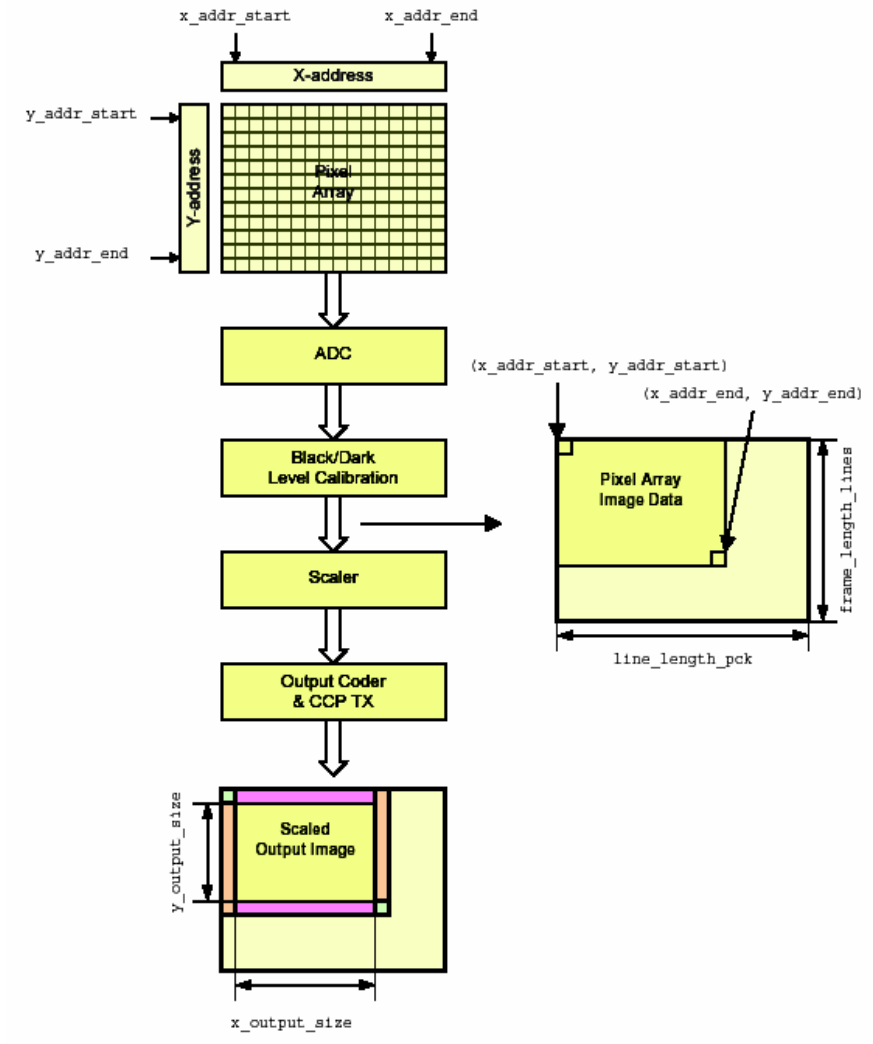 x_addr_start
x_addr_end
X-address
y_addr_start
Y-address
y_addr_end
Pixel
Array
ADC
Black/Dark
Level Calibration
Scaler
Output Coder
& CCP TX
(x_addr_start, y_addr_start)
(x_addr_end, y_addr_end)
Pixel Array
Image Data
frame_length_lines
line_length_pck
Scaled
Output Image
y_output_size
x_output_size